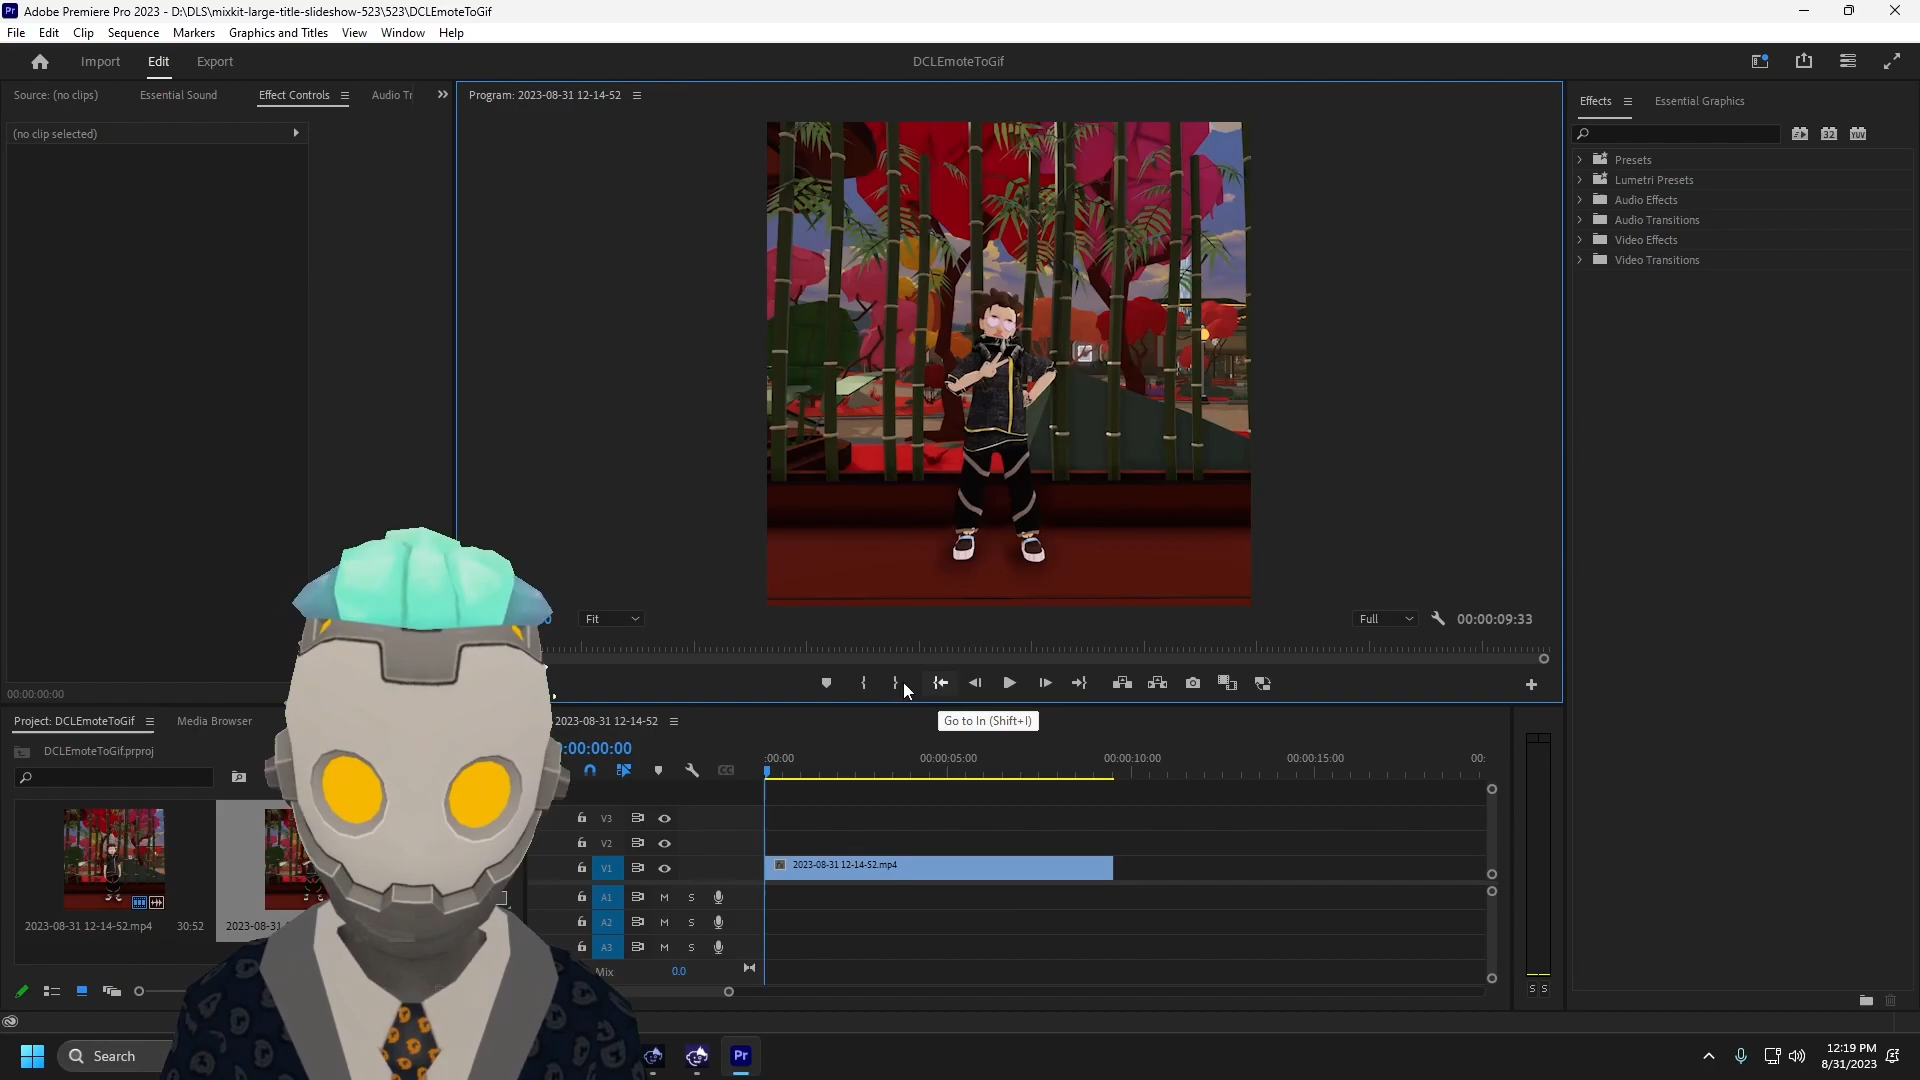 Adobe Premiere Pro 2023 - D:\DLS\mixkit-large-title-slideshow-523\523\DCLEmoteToGif
File Edit Clip Sequence Markers Graphics and Titles View Window Help
Import Edit Export DCLEmoteToGif
Source: (no clips) Essential Sound Effect Controls Audio Tr
(no clip selected)
00:00:00:00
Program: 2023-08-31 12-14-52
Fit Full 00:00:09:33
Go to In (Shift+I)
Effects Essential Graphics
32 YUV
Presets
Lumetri Presets
Audio Effects
Audio Transitions
Video Effects
Video Transitions
Project: DCLEmoteToGif Media Browser
DCLEmoteToGif.prproj
2023-08-31 12-14-52.mp4 30:52
2023-08-31
2023-08-31 12-14-52
:00:00:00
:00:00 00:00:05:00 00:00:10:00 00:00:15:00 00:
V3
V2
V1 2023-08-31 12-14-52.mp4
A1 M S
A2 M S
A3 M S
Mix 0.0
S S
Search Pr
12:19 PM
8/31/2023